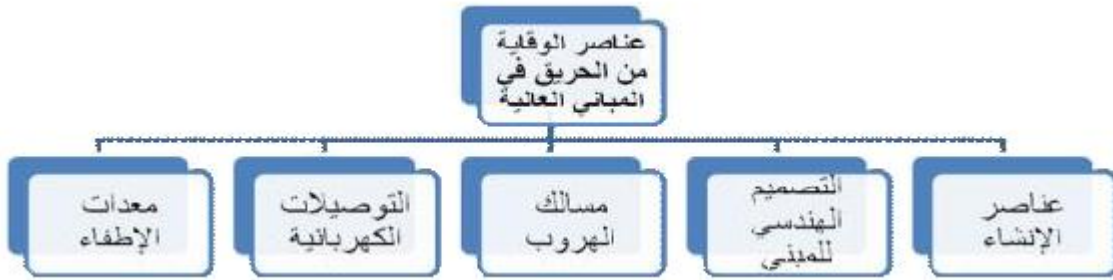 عناصر الوقاية
من الحريق في
المباني العالية
عناصر
الإنشاء
التصميم
الهندسي
للمبنى
مسالك
الهروب
التوصيلات
الكهربائية
معدات
الإطفاء